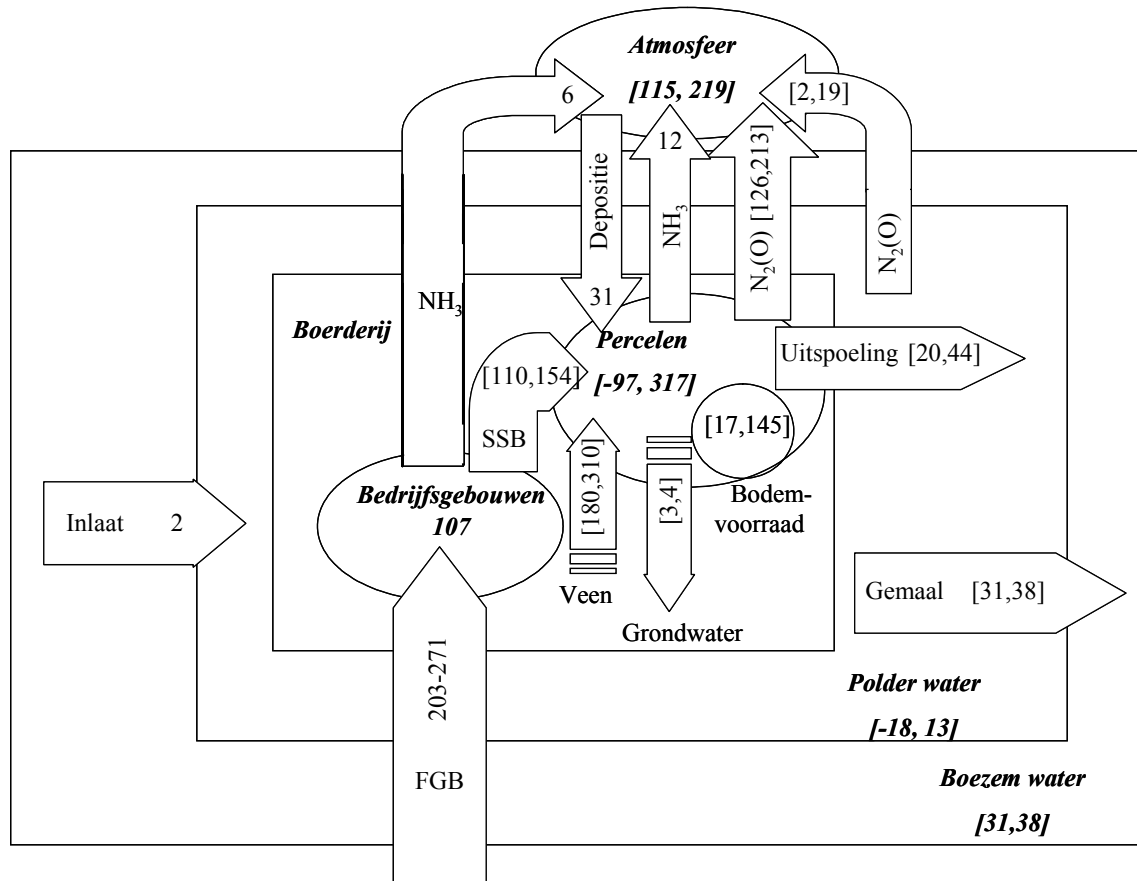 Atmosfeer
[115, 219]
6
[2,19]
12
Depositie
NH3
N2(O) [126,213]
N2(O)
NH3
31
Boerderij
Percelen
[-97, 317]
Uitspoeling [20,44]
[110,154]
SSB
[17,145]
Bodem-
voorraad
[180,310]
[3,4]
Veen
Grondwater
Bedrijfsgebouwen
107
Inlaat 2
Gemaal [31,38]
203-271
FGB
Polder water
[-18, 13]
Boezem water
[31,38]